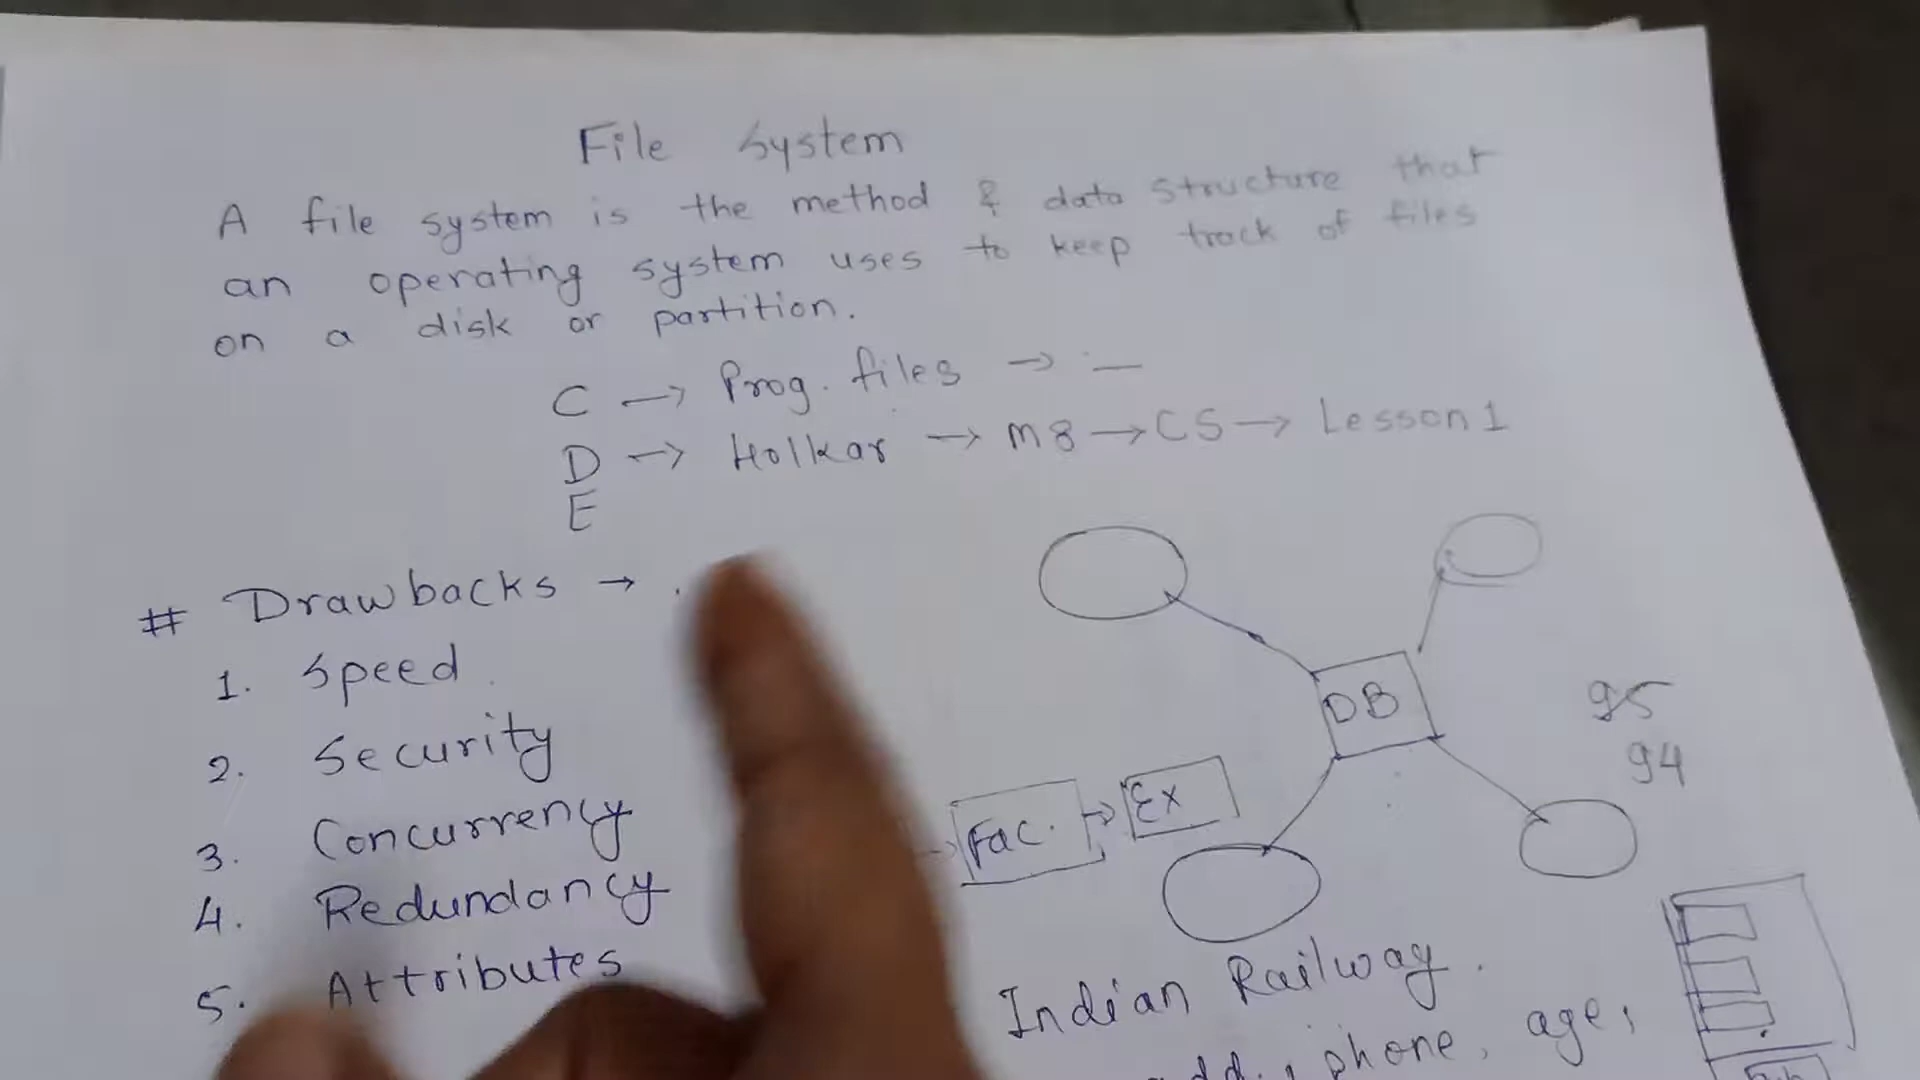 File System
A file system is the method & data structure that
an operating system uses to keep track of files
on a disk or partition.
C → Prog. files → —
D → Holkar → M8 → CS → Lesson 1
E
# Drawbacks →
1. Speed
2. Security
3. Concurrency
4. Redundancy
5. Attributes
DB
95
94
Fac. → Ex
Indian Railway.
add., phone, age,